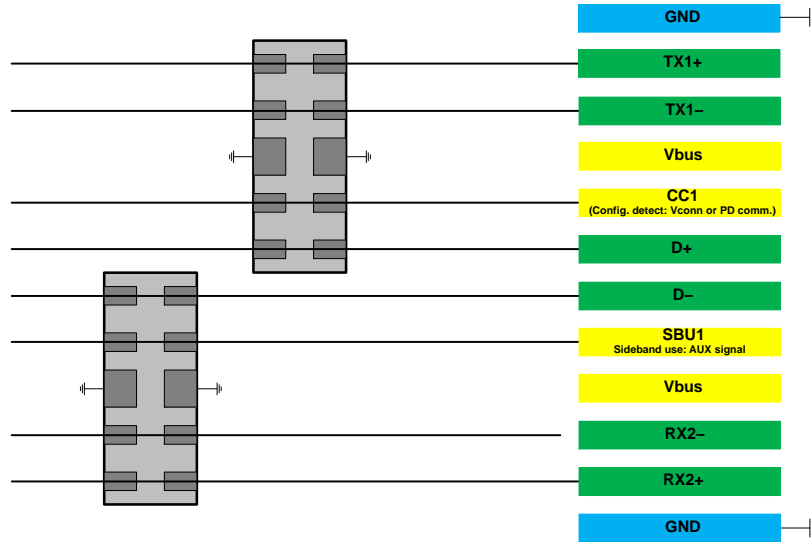 GND
TX1+
TX1–
Vbus
CC1
(Config. detect: Vconn or PD comm.)
D+
D–
SBU1
Sideband use: AUX signal
Vbus
RX2–
RX2+
GND